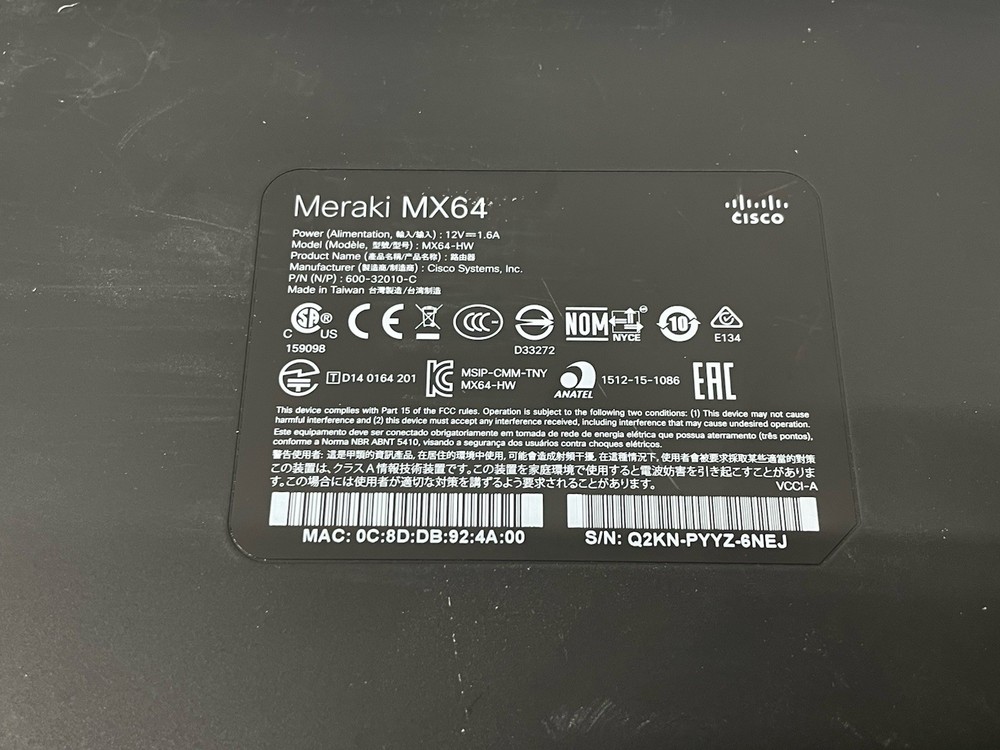 Meraki MX64
CISCO
Power (Alimentation, 輸入/输入) : 12V⎓1.6A
Model (Modèle, 型號/型号) : MX64-HW
Product Name (產品名稱/产品名称) : 路由器
Manufacturer (製造商/制造商) : Cisco Systems, Inc.
P/N (N/P) : 600-32010-C
Made in Taiwan 台灣製造/台湾制造
C SA ® US
159098
CE
CCC
D33272
NOM
NYCE
10
E134
T D14 0164 201
MSIP-CMM-TNY
MX64-HW
ANATEL
1512-15-1086
EAC
This device complies with Part 15 of the FCC rules. Operation is subject to the following two conditions: (1) This device may not cause
harmful interference and (2) this device must accept any interference received, including interference that may cause undesired operation.
Este equipamento deve ser conectado obrigatoriamente em tomada de rede de energia elétrica que possua aterramento (três pontos),
conforme a Norma NBR ABNT 5410, visando a segurança dos usuários contra choques elétricos.
警告使用者: 這是甲類的資訊產品, 在居住的環境中使用, 可能會造成射頻干擾, 在這種情況下, 使用者會被要求採取某些適當的對策
この装置は、クラスA情報技術装置です。この装置を家庭環境で使用すると電波妨害を引き起こすことがありま
す。この場合には使用者が適切な対策を講ずるよう要求されることがあります。
VCCI-A
MAC: 0C:8D:DB:92:4A:00
S/N: Q2KN-PYYZ-6NEJ